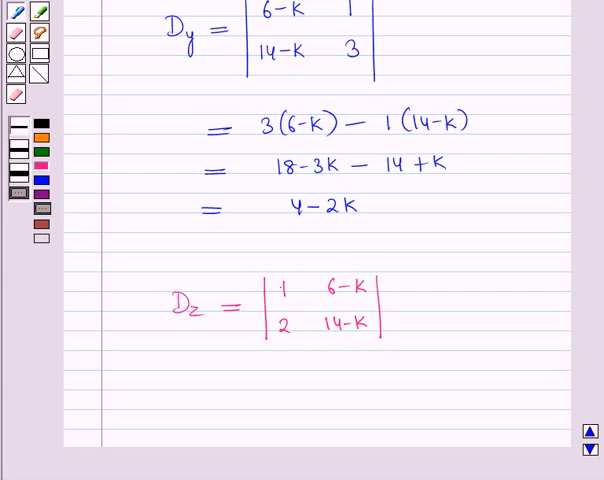 Dy = | 6-K 1 |
| 14-K 3 |
= 3(6-K) - 1(14-K)
= 18-3K - 14+K
= 4-2K
Dz = | 1 6-K |
| 2 14-K |